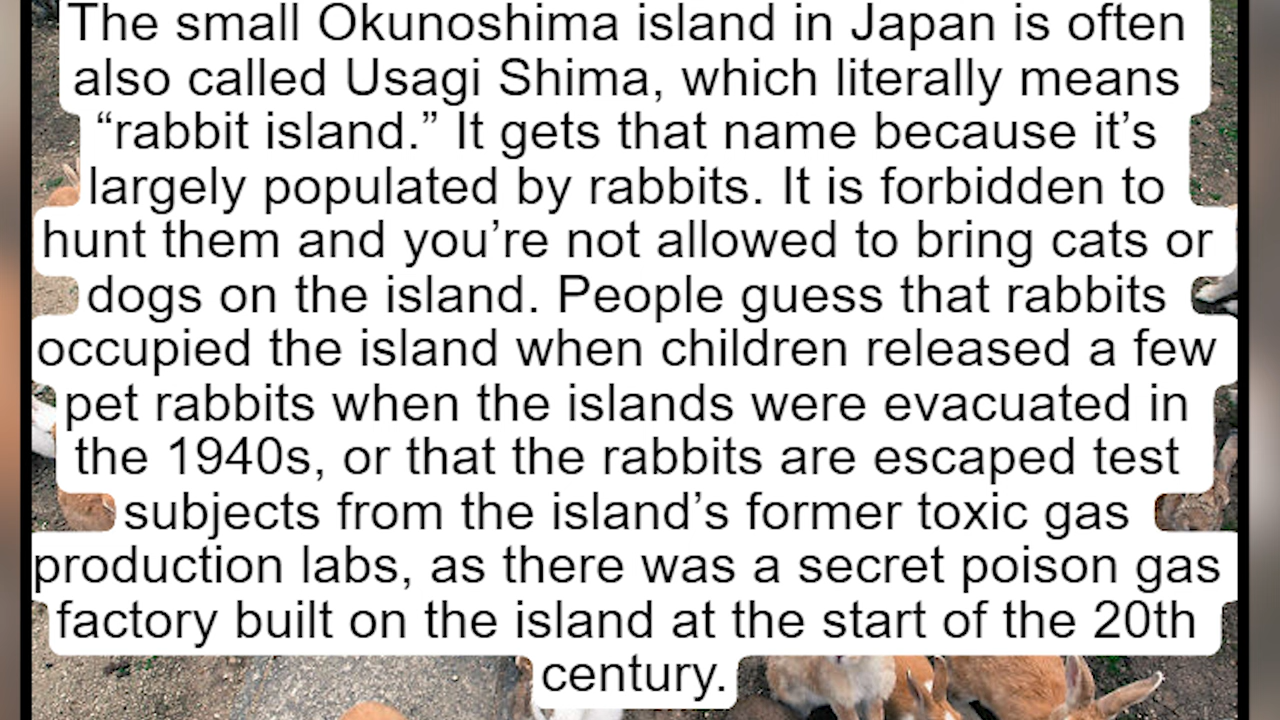 The small Okunoshima island in Japan is often
also called Usagi Shima, which literally means
“rabbit island.” It gets that name because it’s
largely populated by rabbits. It is forbidden to
hunt them and you’re not allowed to bring cats or
dogs on the island. People guess that rabbits
occupied the island when children released a few
pet rabbits when the islands were evacuated in
the 1940s, or that the rabbits are escaped test
subjects from the island’s former toxic gas
production labs, as there was a secret poison gas
factory built on the island at the start of the 20th
century.